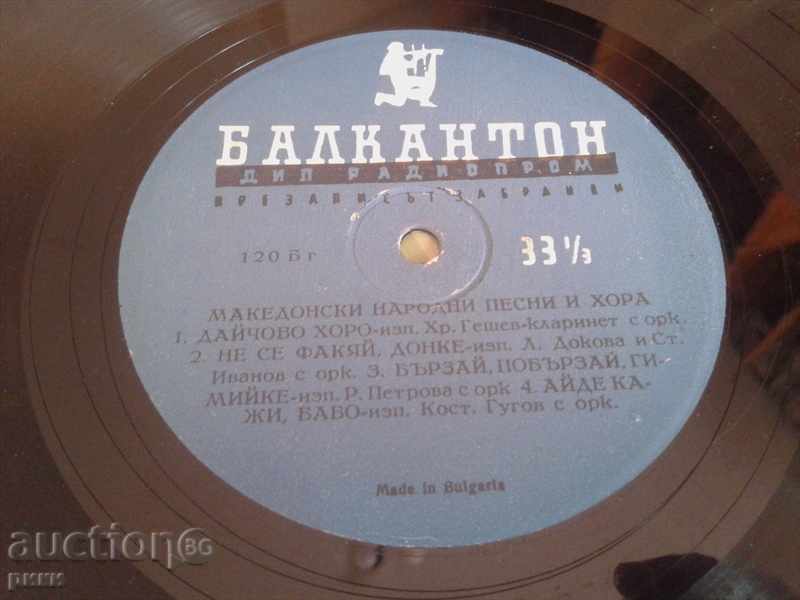 БАЛКАНТОН
ДИП РАДИОПРОМ
ПРЕЗАПИСЪТ ЗАБРАНЕН
120 Бг
33 1/3
МАКЕДОНСКИ НАРОДНИ ПЕСНИ И ХОРА
1. ДАЙЧОВО ХОРО-изп. Хр. Гешев-кларинет с орк.
2. НЕ СЕ ФАКЯЙ, ДОНКЕ-изп. Л. Докова и Ст.
Иванов с орк. 3. БЪРЗАЙ, ПОБЪРЗАЙ, ГИ-
МИЙКЕ-изп. Р. Петрова с орк 4. АЙДЕ КА-
ЖИ, БАБО-изп. Кост. Гугов с орк.
Made in Bulgaria
auction BG
ркик